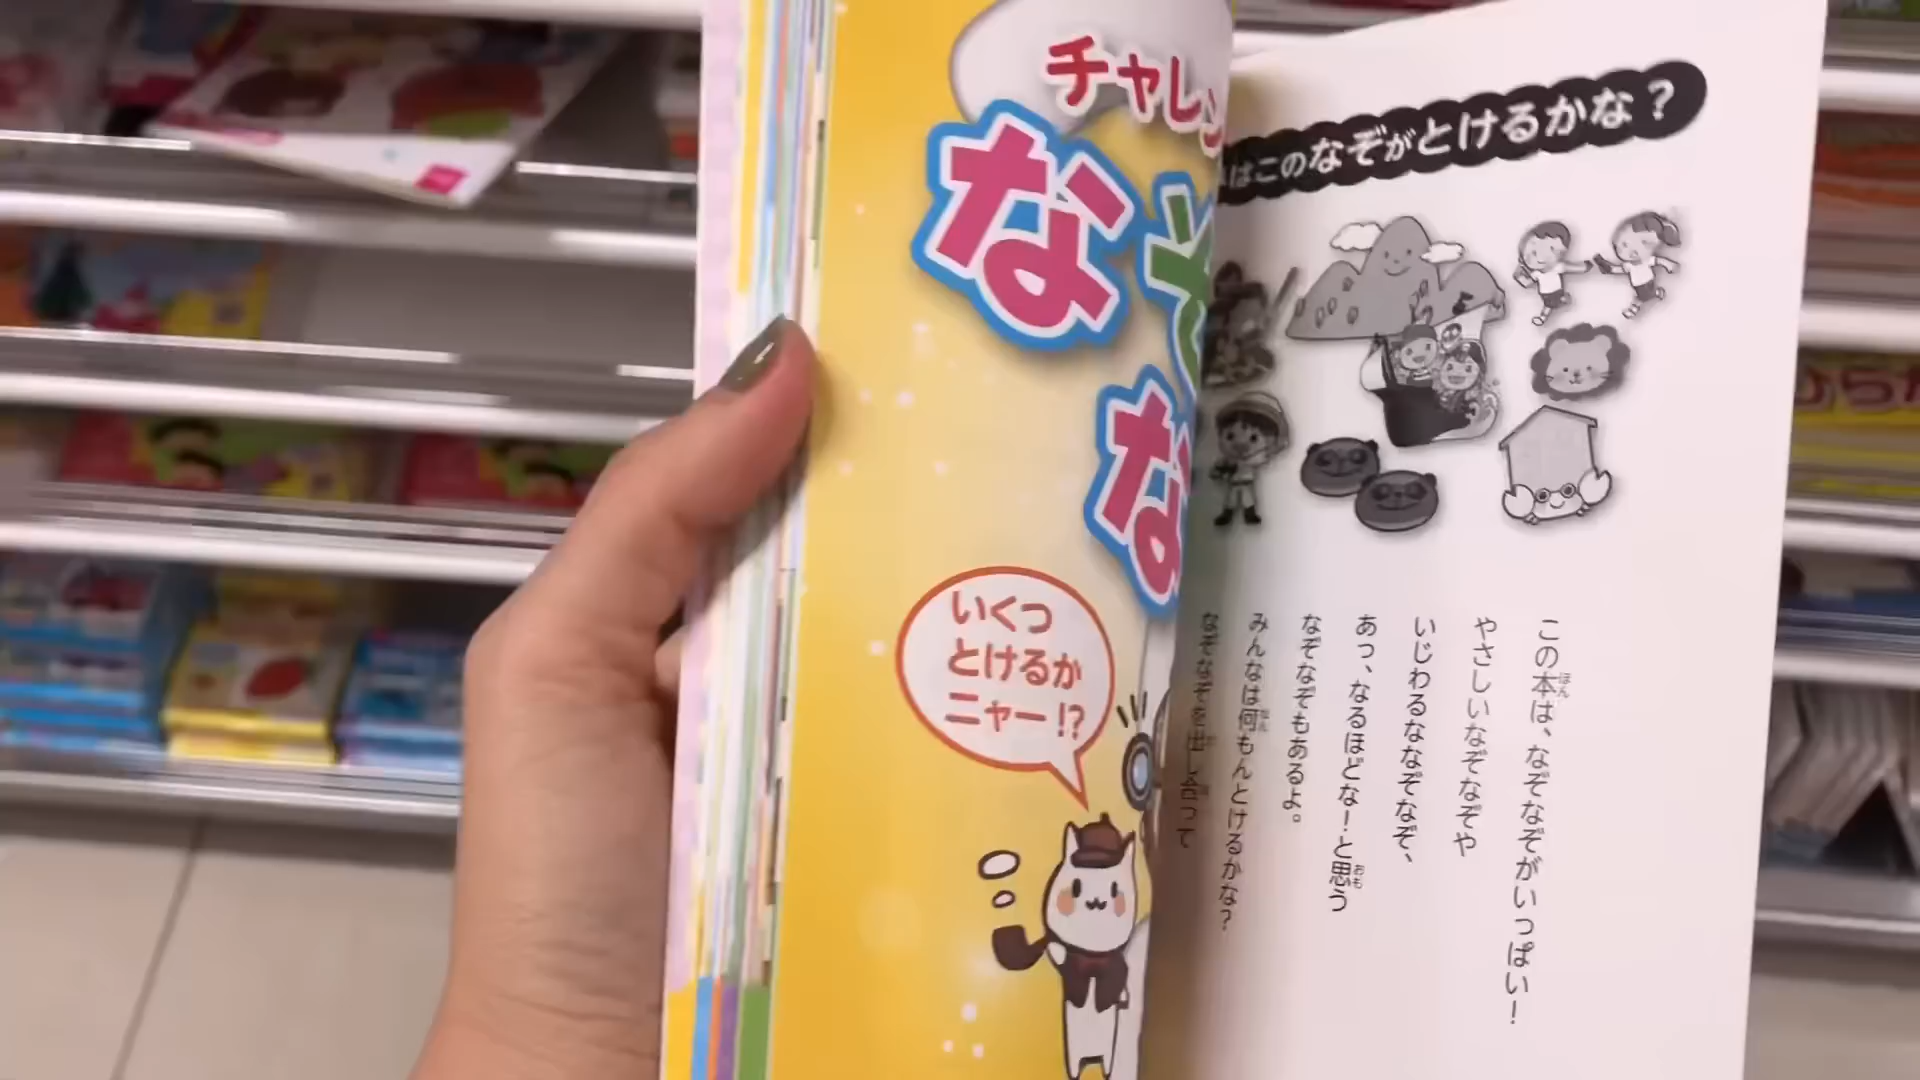 チャレン
なぞ
な
いくつ
とけるか
ニャー!?
はこのなぞがとけるかな？
この本は、なぞなぞがいっぱい！
やさしいなぞなぞや
いじわるななぞなぞ、
あっ、なるほどな！と思う
なぞなぞもあるよ。
みんなは何もんとけるかな？
なぞなぞを出し合って